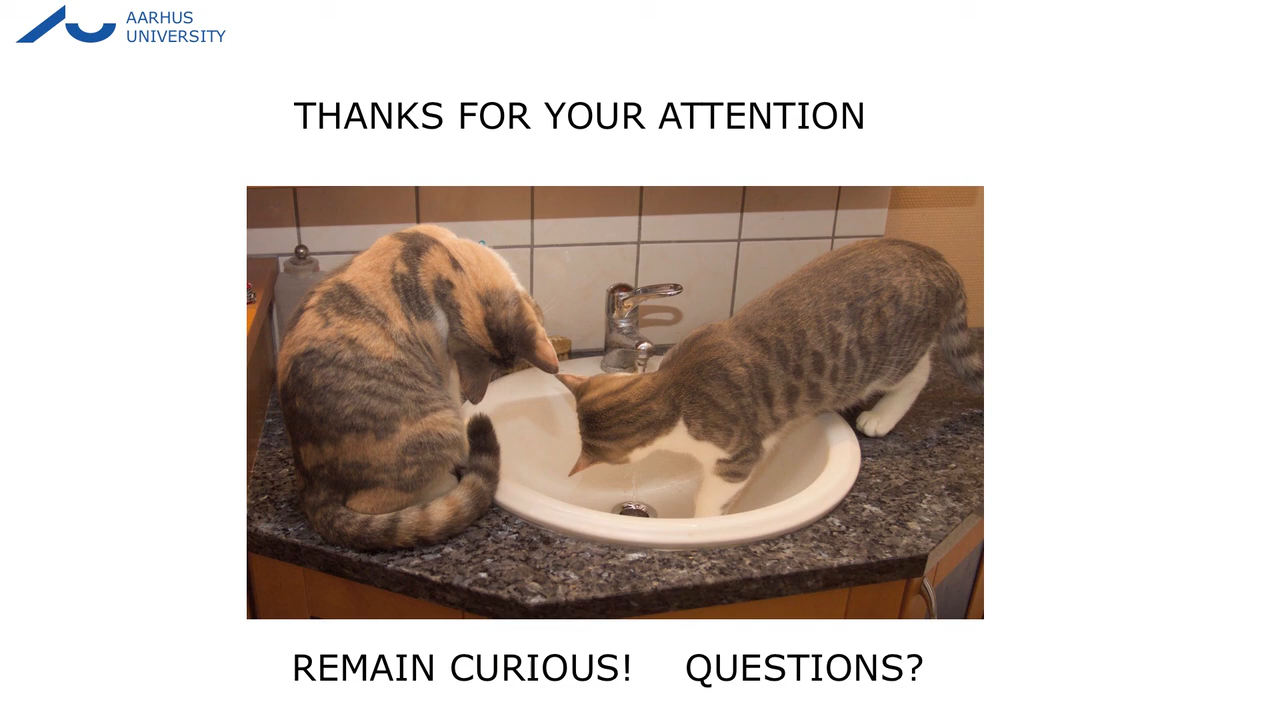 AARHUS
UNIVERSITY
THANKS FOR YOUR ATTENTION
REMAIN CURIOUS! QUESTIONS?